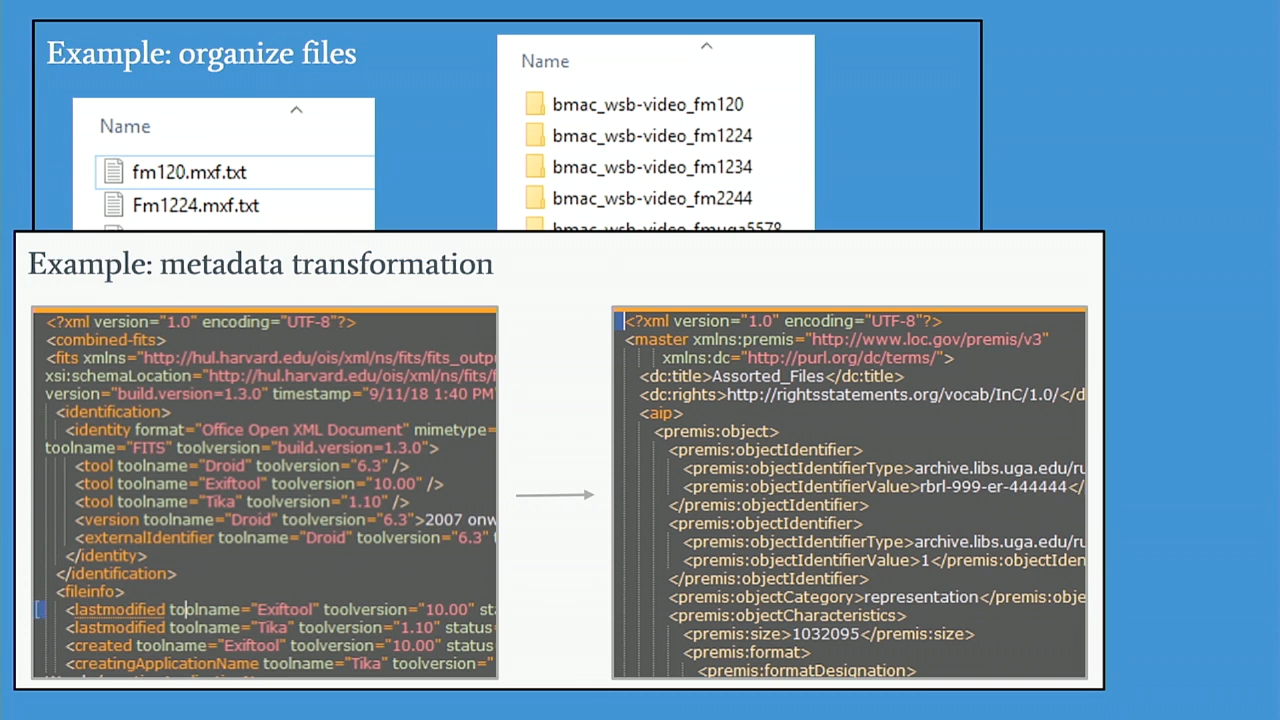 Example: organize files
Name
fm120.mxf.txt
Fm1224.mxf.txt
Name
bmac_wsb-video_fm120
bmac_wsb-video_fm1224
bmac_wsb-video_fm1234
bmac_wsb-video_fm2244
bmac_wsb-video_fmuga5578
Example: metadata transformation
<?xml version="1.0" encoding="UTF-8"?>
<combined-fits>
<fits xmlns="http://hul.harvard.edu/ois/xml/ns/fits/fits_outpu
xsi:schemaLocation="http://hul.harvard.edu/ois/xml/ns/fits/f
version="build.version=1.3.0" timestamp="9/11/18 1:40 PM"
<identification>
<identity format="Office Open XML Document" mimetype=
toolname="FITS" toolversion="build.version=1.3.0">
<tool toolname="Droid" toolversion="6.3" />
<tool toolname="Exiftool" toolversion="10.00" />
<tool toolname="Tika" toolversion="1.10" />
<version toolname="Droid" toolversion="6.3">2007 onw
<externalIdentifier toolname="Droid" toolversion="6.3" t
</identity>
</identification>
<fileinfo>
<lastmodified toolname="Exiftool" toolversion="10.00" sta
<lastmodified toolname="Tika" toolversion="1.10" status=
<created toolname="Exiftool" toolversion="10.00" status
<creatingApplicationName toolname="Tika" toolversion="
<?xml version="1.0" encoding="UTF-8"?>
<master xmlns:premis="http://www.loc.gov/premis/v3"
xmlns:dc="http://purl.org/dc/terms/">
<dc:title>Assorted_Files</dc:title>
<dc:rights>http://rightsstatements.org/vocab/InC/1.0/</d
<aip>
<premis:object>
<premis:objectIdentifier>
<premis:objectIdentifierType>archive.libs.uga.edu/ru
<premis:objectIdentifierValue>rbrl-999-er-444444</
</premis:objectIdentifier>
<premis:objectIdentifier>
<premis:objectIdentifierType>archive.libs.uga.edu/ru
<premis:objectIdentifierValue>1</premis:objectIden
</premis:objectIdentifier>
<premis:objectCategory>representation</premis:obje
<premis:objectCharacteristics>
<premis:size>1032095</premis:size>
<premis:format>
<premis:formatDesignation>